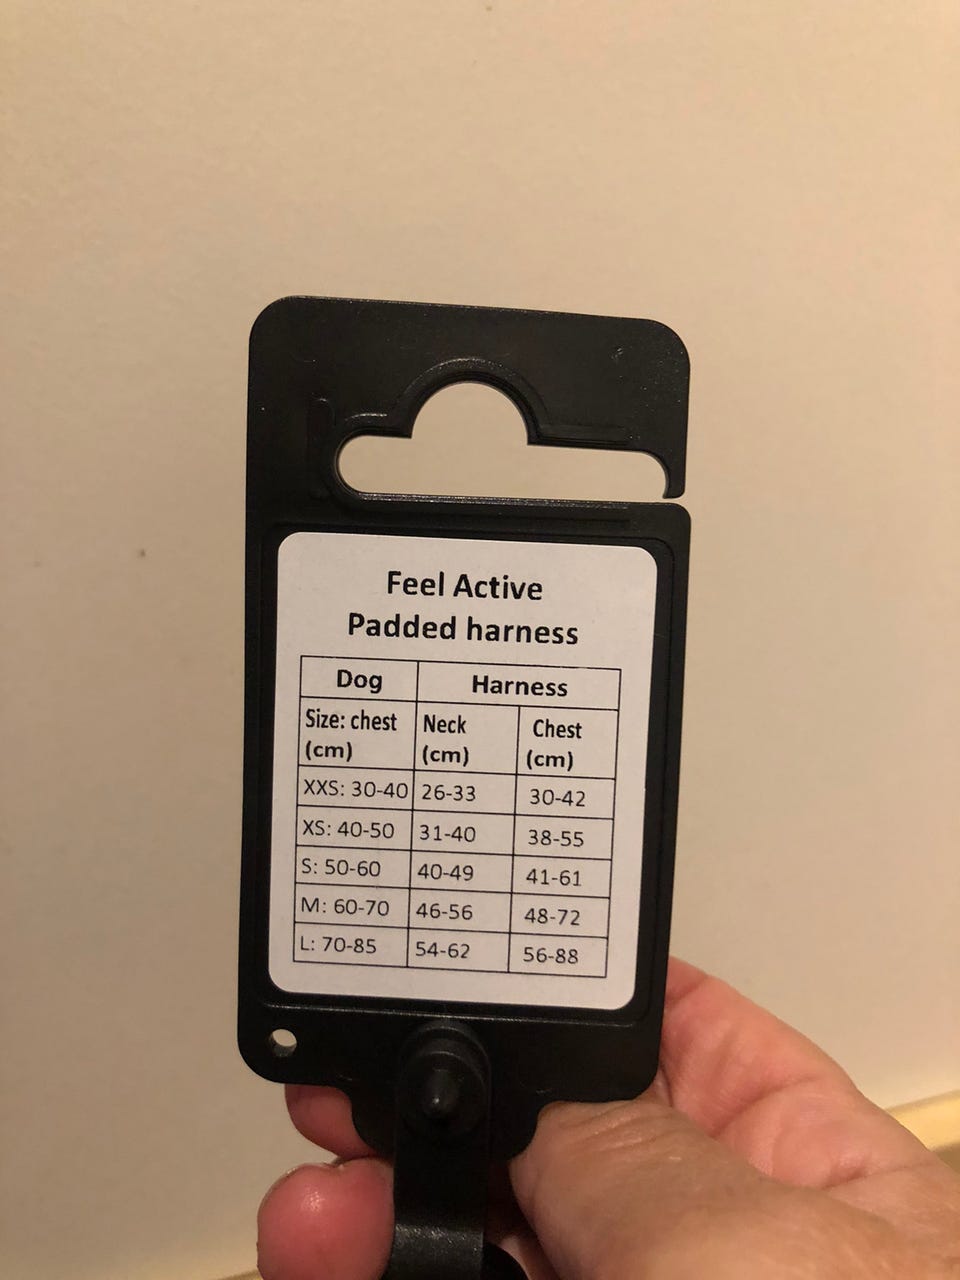 Feel Active
Padded harness
Dog Harness
Size: chest (cm) Neck (cm) Chest (cm)
XXS: 30-40 26-33 30-42
XS: 40-50 31-40 38-55
S: 50-60 40-49 41-61
M: 60-70 46-56 48-72
L: 70-85 54-62 56-88